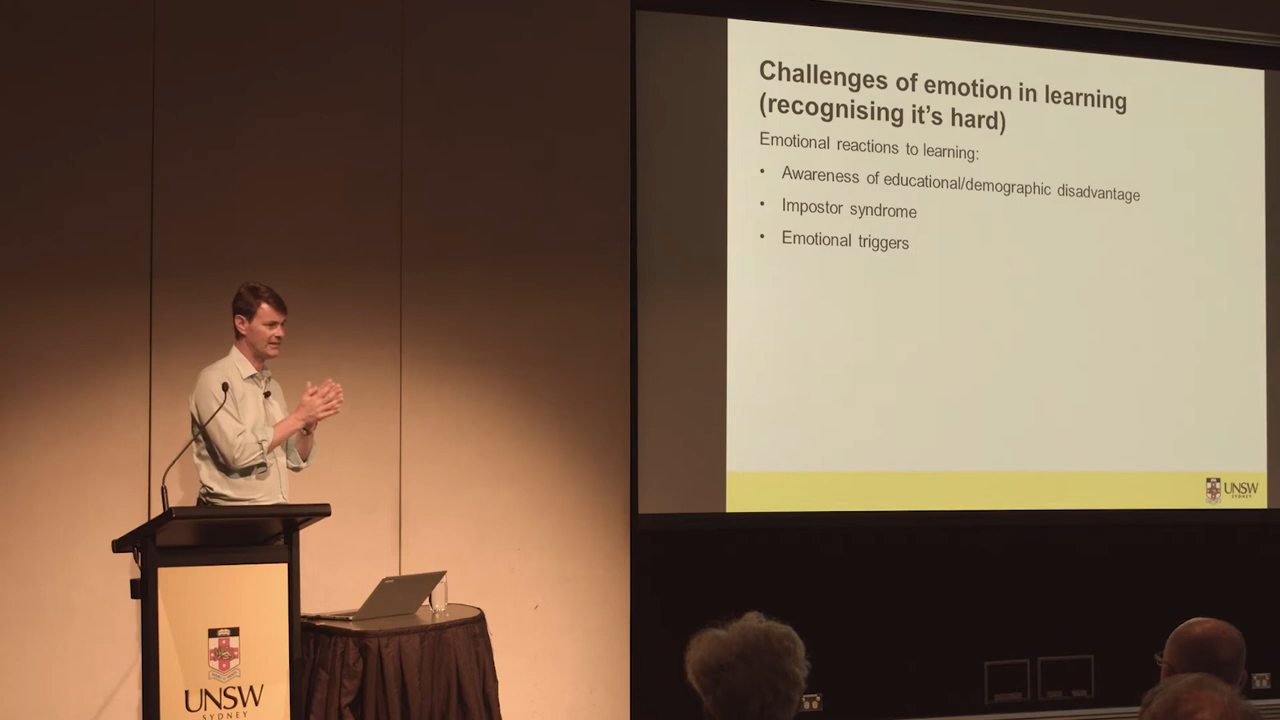 Challenges of emotion in learning
(recognising it's hard)
Emotional reactions to learning:
• Awareness of educational/demographic disadvantage
• Impostor syndrome
• Emotional triggers
UNSW
SYDNEY
UNSW
SYDNEY